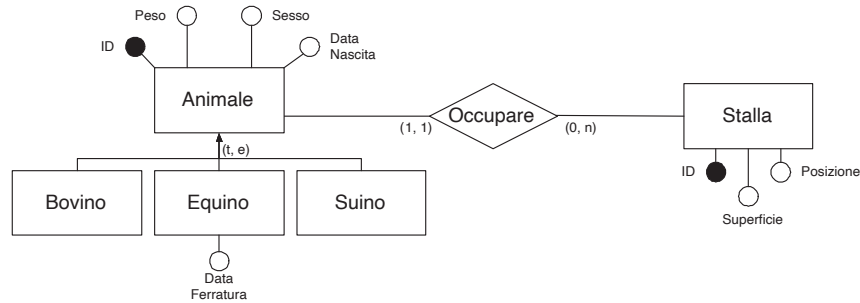 Peso
Sesso
ID
Data
Nascita
Animale
Occupare
Stalla
(1, 1)
(0, n)
(t, e)
ID
Posizione
Superficie
Bovino
Equino
Suino
Data
Ferratura